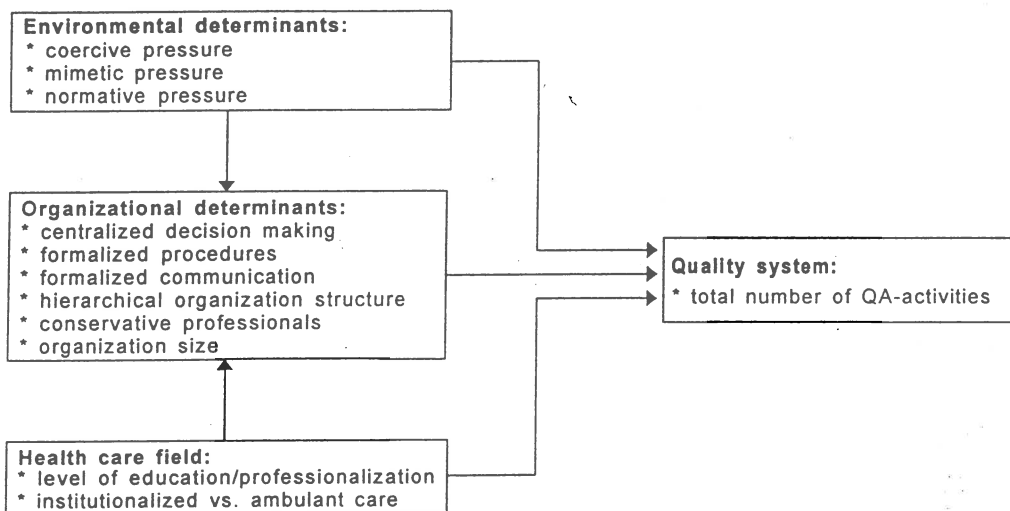 Environmental determinants:
* coercive pressure
* mimetic pressure
* normative pressure
Organizational determinants:
* centralized decision making
* formalized procedures
* formalized communication
* hierarchical organization structure
* conservative professionals
* organization size
Quality system:
* total number of QA-activities
Health care field:
* level of education/professionalization
* institutionalized vs. ambulant care